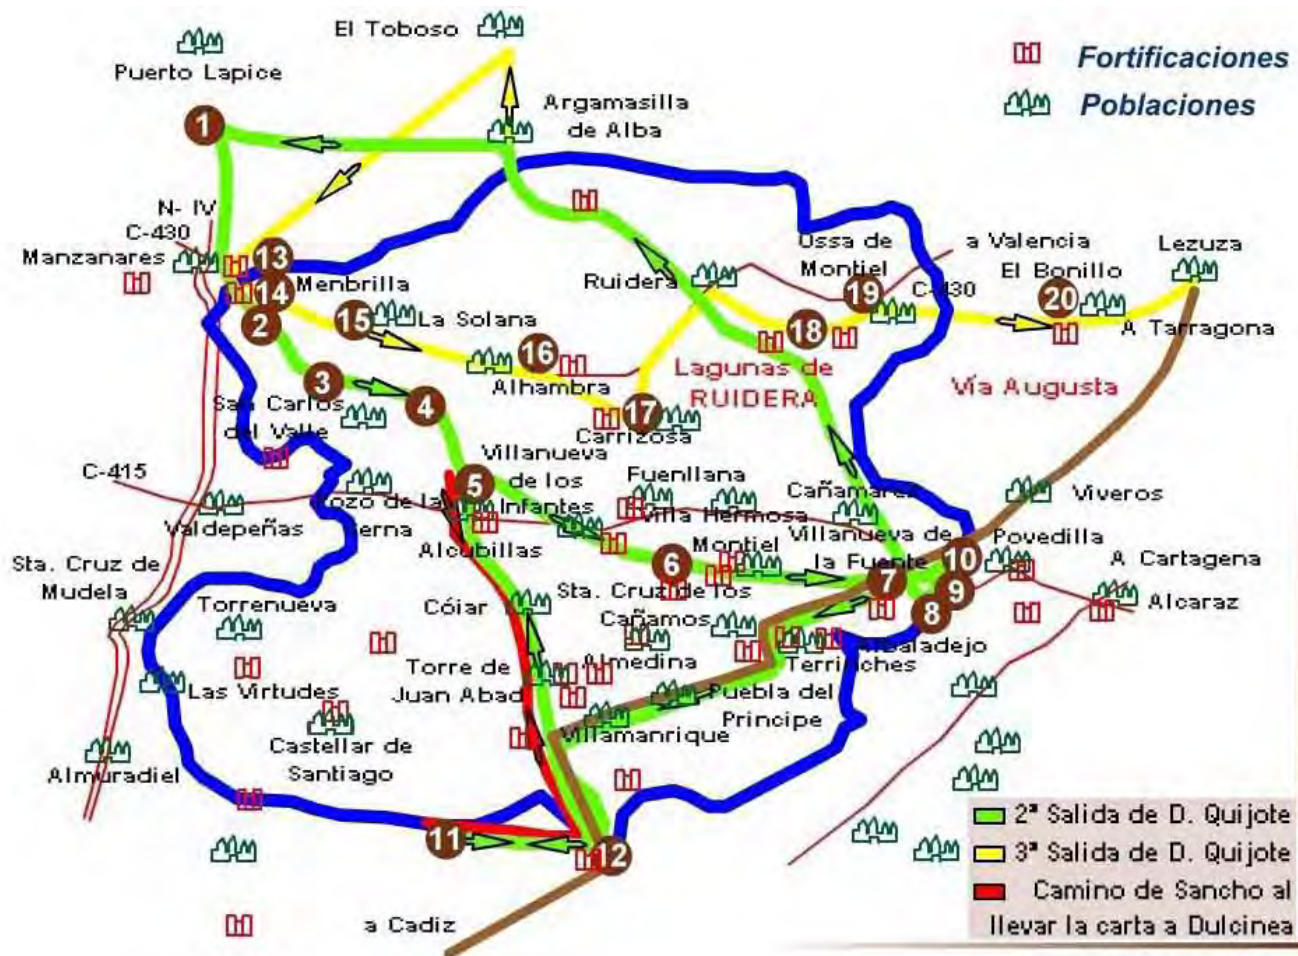 El Toboso
Fortificaciones
Puerto Lapice
Poblaciones
Argamasilla
de Alba
1
N- IV
C-430
Manzanares
13
Menbrilla
14
2
15
La Solana
Ruidera
Ossa de
Montiel
a Valencia
El Bonillo
Lezuza
19
C-430
20
18
A Tarragona
16
Alhambra
Lagunas de
RUIDERA
Vía Augusta
3
4
San Carlos
del Valle
17
Carrizosa
C-415
Villanueva
de los
Infantes
5
Fuenllana
Cañamares
Viveros
Valdepeñas
Pozo de la
Serna
Alcubillas
Villa Hermosa
Montiel
Villanueva de
la Fuente
Povedilla
10
A Cartagena
Sta. Cruz de
Mudela
6
7
9
8
Alcaraz
Torrenueva
Cóiar
Sta. Cruz de los
Cañamos
Albaladejo
Almedina
Terrinches
Torre de
Juan Abad
Las Virtudes
Puebla del
Principe
Villamanrique
Castellar de
Santiago
Almuradiel
11
12
a Cadiz
2ª Salida de D. Quijote
3ª Salida de D. Quijote
Camino de Sancho al
llevar la carta a Dulcinea